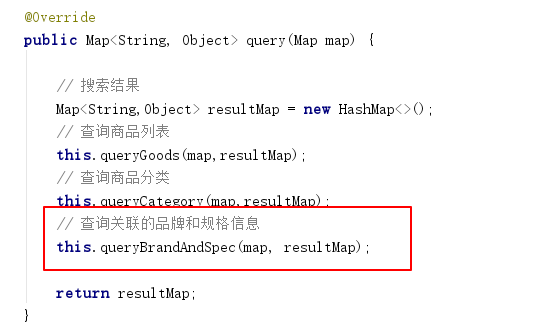 @Override
public Map<String, Object> query(Map map) {
// 搜索结果
Map<String,Object> resultMap = new HashMap<>();
// 查询商品列表
this.queryGoods(map,resultMap);
// 查询商品分类
this.queryCategory(map,resultMap);
// 查询关联的品牌和规格信息
this.queryBrandAndSpec(map, resultMap);
return resultMap;
}